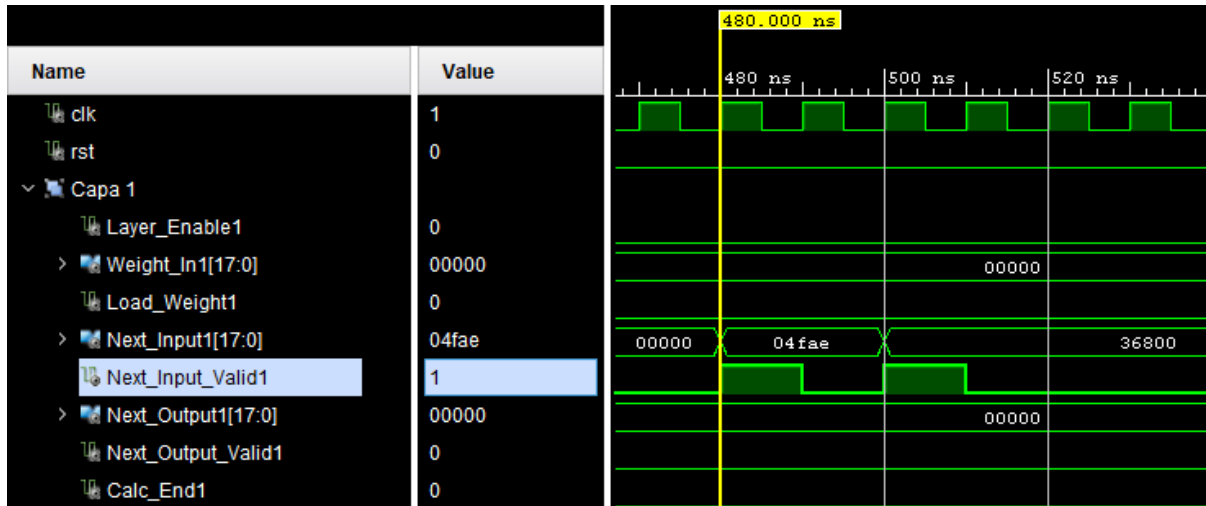 480.000 ns
Name Value
480 ns 500 ns 520 ns
clk 1
rst 0
Capa 1
Layer_Enable1 0
Weight_In1[17:0] 00000 00000
Load_Weight1 0
Next_Input1[17:0] 04fae 00000 04fae 36800
Next_Input_Valid1 1
Next_Output1[17:0] 00000 00000
Next_Output_Valid1 0
Calc_End1 0